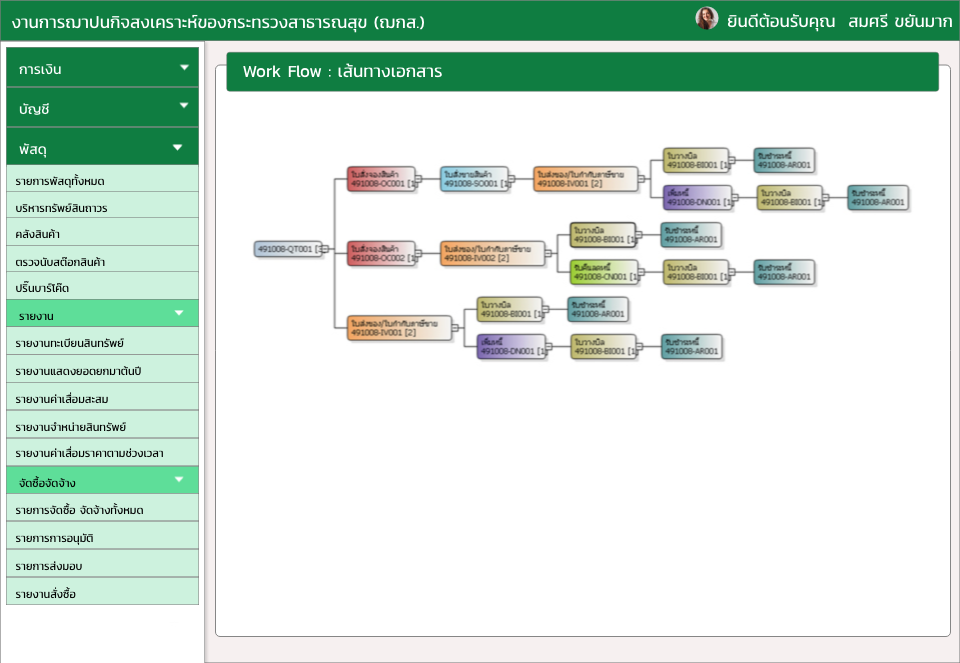 งานการฌาปนกิจสงเคราะห์ของกระทรวงสาธารณสุข (ฌกส.)
ยินดีต้อนรับคุณ สมศรี ขยันมาก
การเงิน
บัญชี
พัสดุ
รายการพัสดุทั้งหมด
บริหารทรัพย์สินถาวร
คลังสินค้า
ตรวจนับสต๊อกสินค้า
ปริ๊นบาร์โค๊ด
รายงาน
รายงานทะเบียนสินทรัพย์
รายงานแสดงยอดยกมาต้นปี
รายงานค่าเสื่อมสะสม
รายงานจำหน่ายสินทรัพย์
รายงานค่าเสื่อมราคาตามช่วงเวลา
จัดซื้อจัดจ้าง
รายการจัดซื้อ จัดจ้างทั้งหมด
รายการการอนุมัติ
รายการส่งมอบ
รายงานสั่งซื้อ
Work Flow : เส้นทางเอกสาร
491008-QT001 [3]
ใบสั่งจองสินค้า
491008-OC001 [1]
ใบสั่งขายสินค้า
491008-SO001 [1]
ใบส่งของ/ใบกำกับภาษีขาย
491008-IV001 [2]
ใบวางบิล
491008-BI001 [1]
รับชำระหนี้
491008-AR001
เพิ่มหนี้
491008-DN001 [1]
ใบวางบิล
491008-BI001 [1]
รับชำระหนี้
491008-AR001
ใบสั่งจองสินค้า
491008-OC002 [1]
ใบส่งของ/ใบกำกับภาษีขาย
491008-IV002 [2]
ใบวางบิล
491008-BI001 [1]
รับชำระหนี้
491008-AR001
รับคืนลดหนี้
491008-CN001 [1]
ใบวางบิล
491008-BI001 [1]
รับชำระหนี้
491008-AR001
ใบส่งของ/ใบกำกับภาษีขาย
491008-IV001 [2]
ใบวางบิล
491008-BI001 [1]
รับชำระหนี้
491008-AR001
เพิ่มหนี้
491008-DN001 [1]
ใบวางบิล
491008-BI001 [1]
รับชำระหนี้
491008-AR001